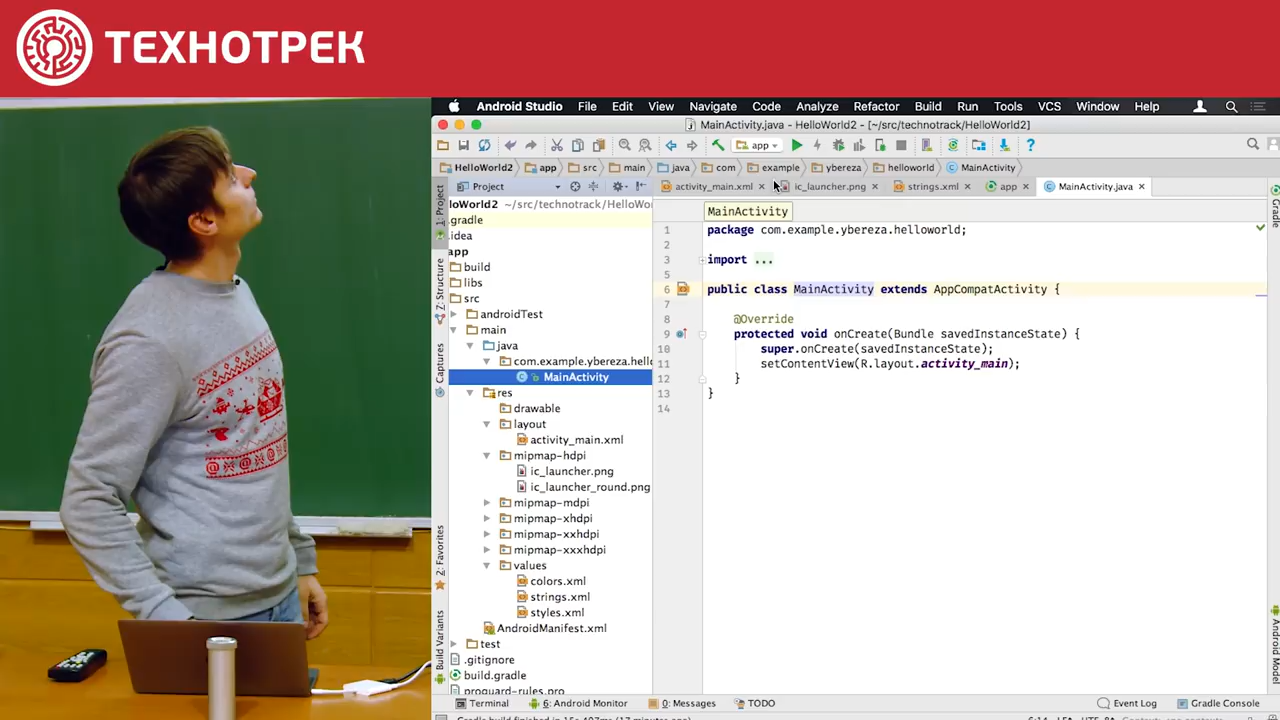 ТЕХНОТРЕК
Android Studio File Edit View Navigate Code Analyze Refactor Build Run Tools VCS Window Help
MainActivity.java - HelloWorld2 - [~/src/technotrack/HelloWorld2]
app
HelloWorld2 app src main java com example ybereza helloworld MainActivity
1: Project
Project
activity_main.xml ic_launcher.png strings.xml app MainActivity.java
Gradle
lloWorld2 ~/src/technotrack/HelloWo
.gradle
.idea
app
build
libs
src
androidTest
main
java
com.example.ybereza.hell
MainActivity
res
drawable
layout
activity_main.xml
mipmap-hdpi
ic_launcher.png
ic_launcher_round.png
mipmap-mdpi
mipmap-xhdpi
mipmap-xxhdpi
mipmap-xxxhdpi
values
colors.xml
strings.xml
styles.xml
AndroidManifest.xml
test
.gitignore
build.gradle
proguard-rules.pro
7: Structure
Captures
2: Favorites
Build Variants
MainActivity
1 package com.example.ybereza.helloworld;
2
3 import ...
5
6 public class MainActivity extends AppCompatActivity {
7
8 @Override
9 protected void onCreate(Bundle savedInstanceState) {
10 super.onCreate(savedInstanceState);
11 setContentView(R.layout.activity_main);
12 }
13 }
14
Android Model
Terminal 6: Android Monitor 0: Messages TODO Event Log Gradle Console